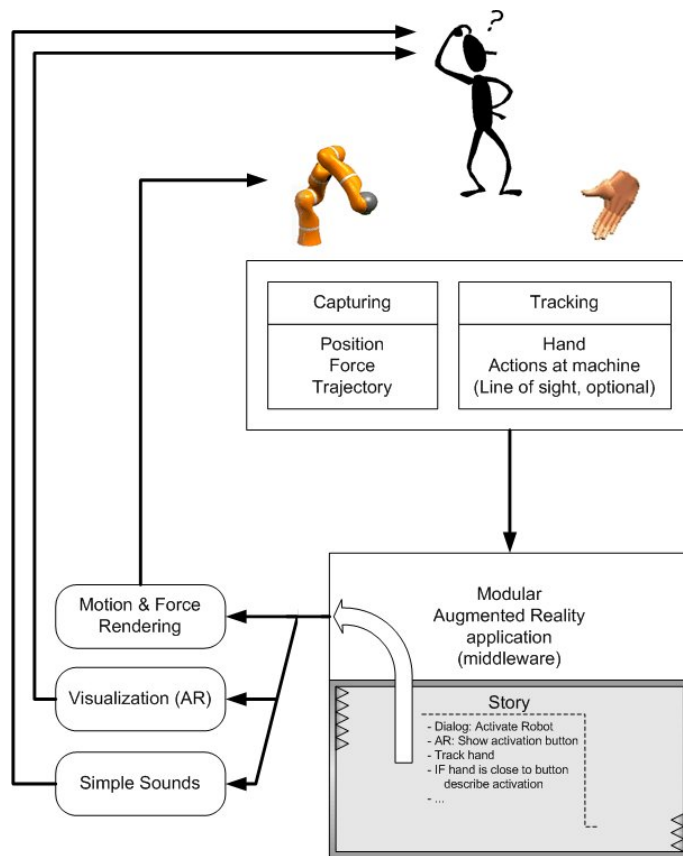 ?
Capturing
Position
Force
Trajectory
Tracking
Hand
Actions at machine
(Line of sight, optional)
Modular
Augmented Reality
application
(middleware)
Motion & Force
Rendering
Visualization (AR)
Simple Sounds
Story
- Dialog: Activate Robot
- AR: Show activation button
- Track hand
- IF hand is close to button
describe activation
- ...